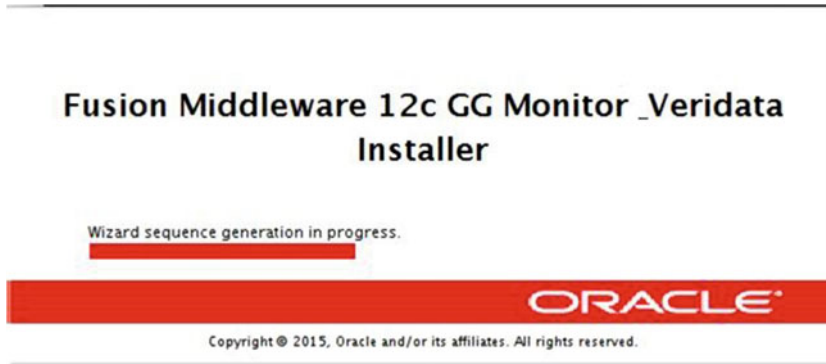 Fusion Middleware 12c GG Monitor _Veridata
Installer
Wizard sequence generation in progress.
ORACLE®
Copyright © 2015, Oracle and/or its affiliates. All rights reserved.